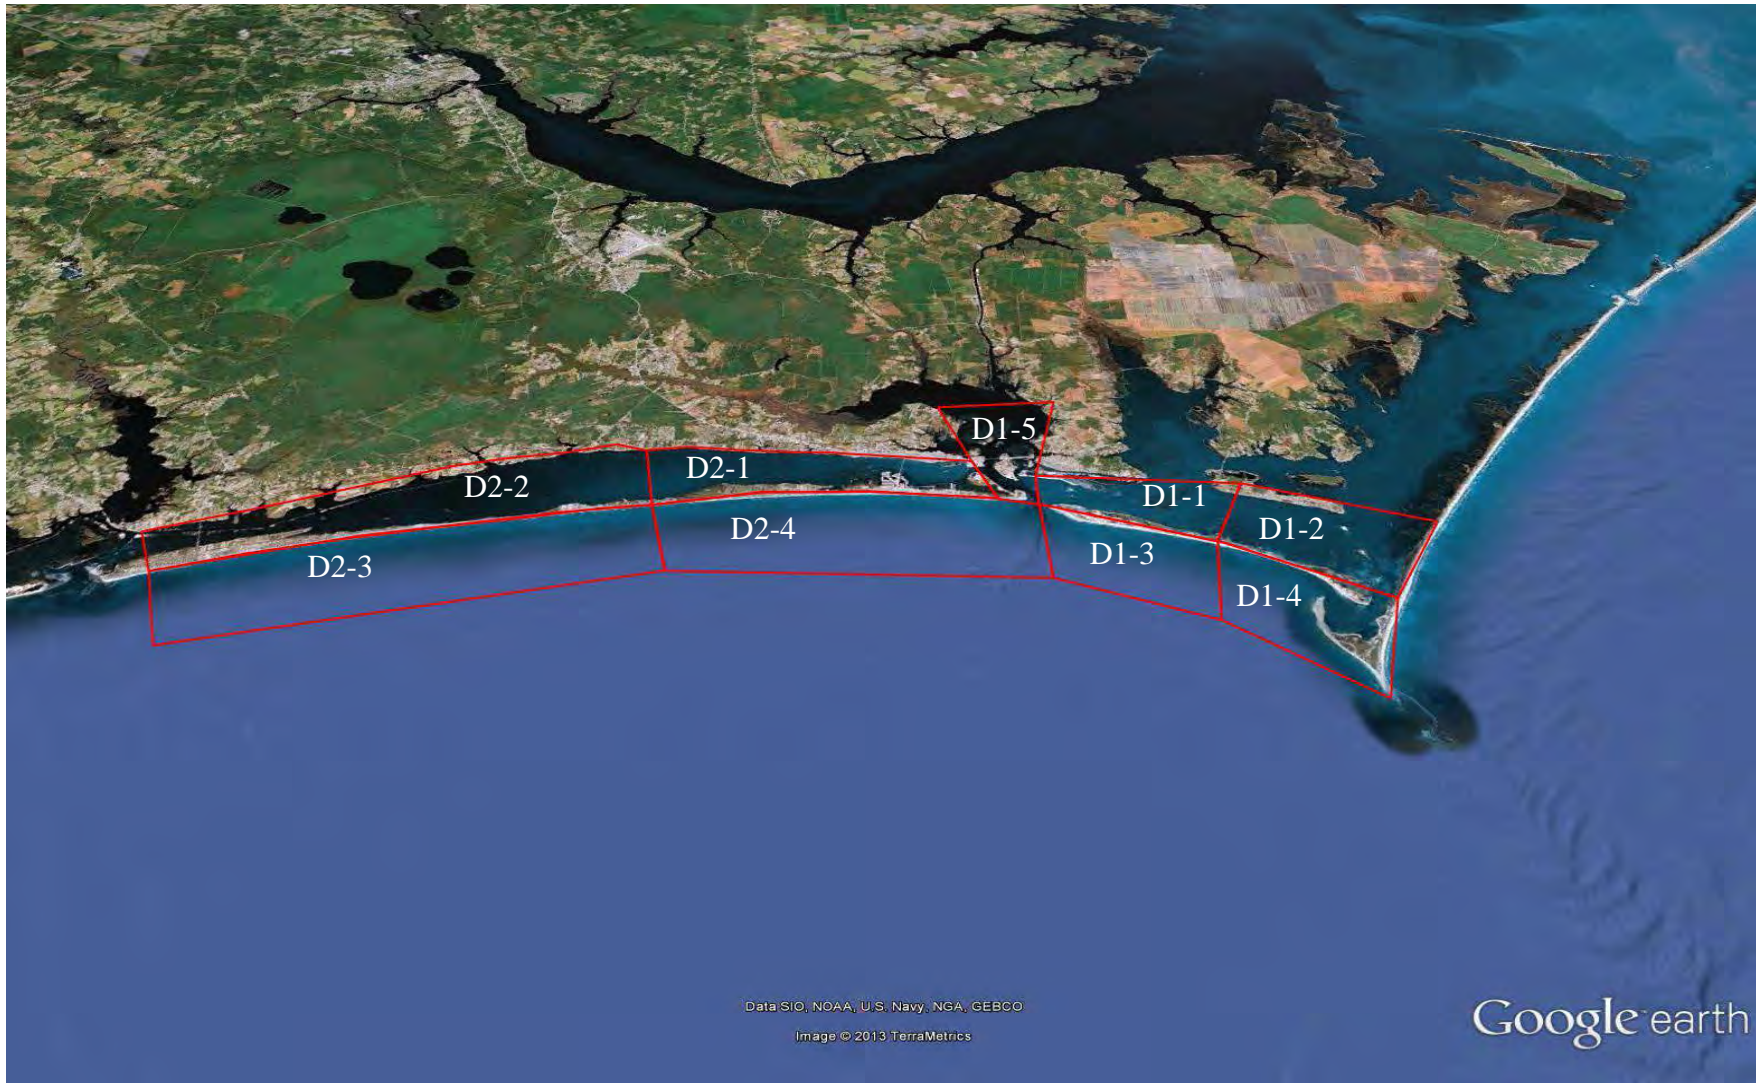 D1-5
D2-1
D2-2
D1-1
D2-4
D1-2
D1-3
D2-3
D1-4
Data SIO, NOAA, U.S. Navy, NGA, GEBCO
Image © 2013 TerraMetrics
Google earth